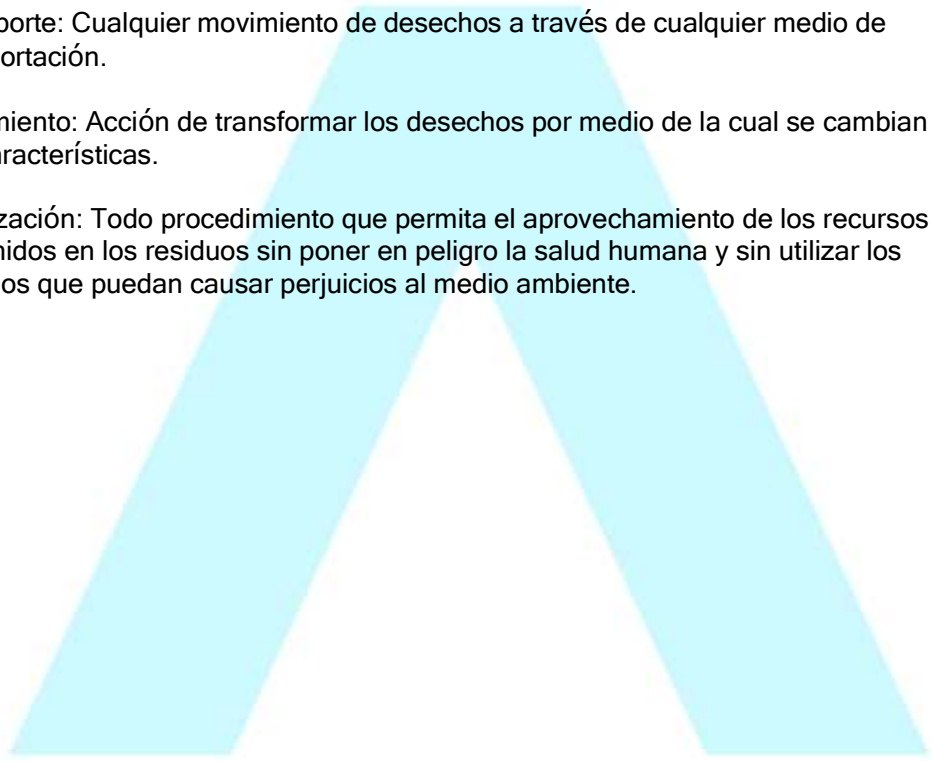 porte: Cualquier movimiento de desechos a través de cualquier medio de
ortación.
miento: Acción de transformar los desechos por medio de la cual se cambian
aracterísticas.
zación: Todo procedimiento que permita el aprovechamiento de los recursos
nidos en los residuos sin poner en peligro la salud humana y sin utilizar los
os que puedan causar perjuicios al medio ambiente.